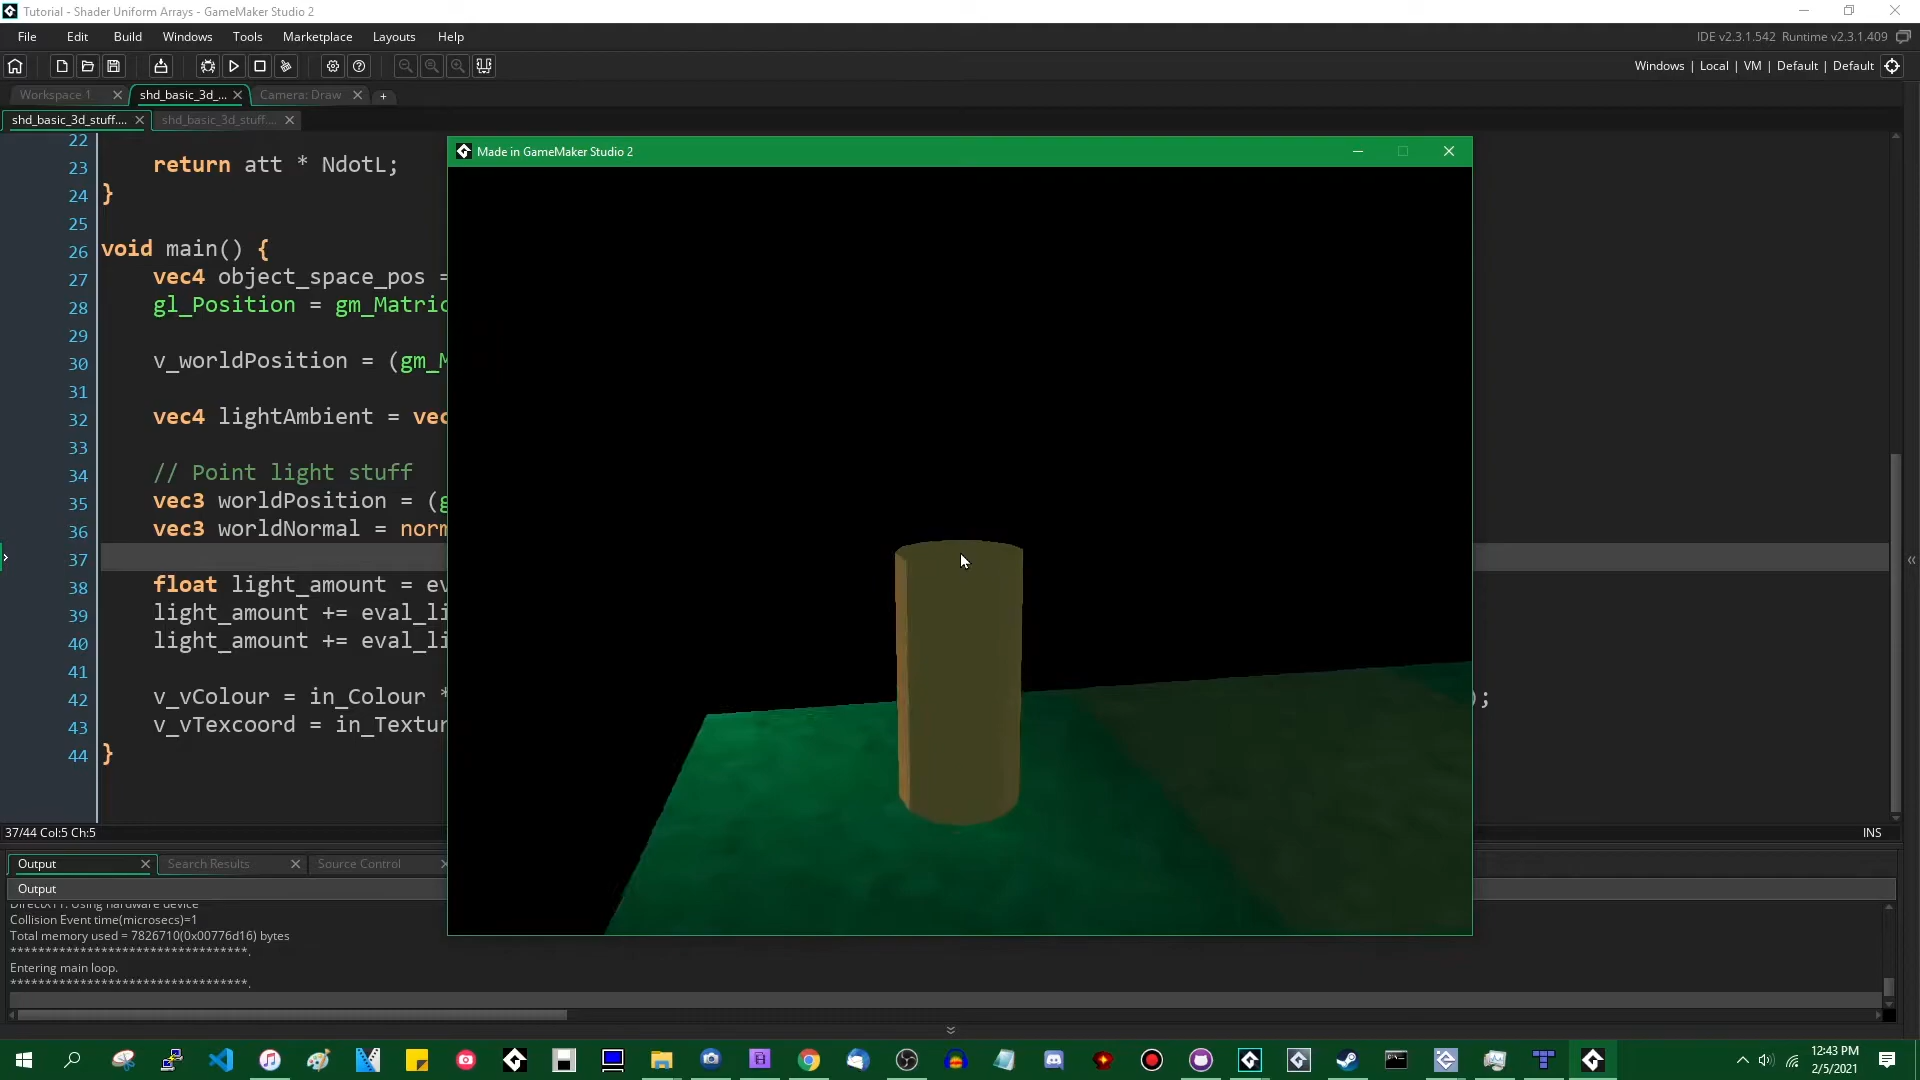 Tutorial - Shader Uniform Arrays - GameMaker Studio 2
File Edit Build Windows Tools Marketplace Layouts Help
IDE v2.3.1.542 Runtime v2.3.1.409
Windows | Local | VM | Default | Default
Workspace 1
shd_basic_3d_...
Camera: Draw
shd_basic_3d_stuff....
shd_basic_3d_stuff....
Made in GameMaker Studio 2
22
23 return att * NdotL;
24 }
25
26 void main() {
27 vec4 object_space_pos =
28 gl_Position = gm_Matric
29
30 v_worldPosition = (gm_M
31
32 vec4 lightAmbient = vec
33
34 // Point light stuff
35 vec3 worldPosition = (g
36 vec3 worldNormal = norm
37
38 float light_amount = ev
39 light_amount += eval_li
40 light_amount += eval_li
41
42 v_vColour = in_Colour * );
43 v_vTexcoord = in_Textur
44 }
37/44 Col:5 Ch:5
INS
Output
Search Results
Source Control
Output
DirectX11: Using hardware device
Collision Event time(microsecs)=1
Total memory used = 7826710(0x00776d16) bytes
**********************************.
Entering main loop.
**********************************.
12:43 PM
2/5/2021